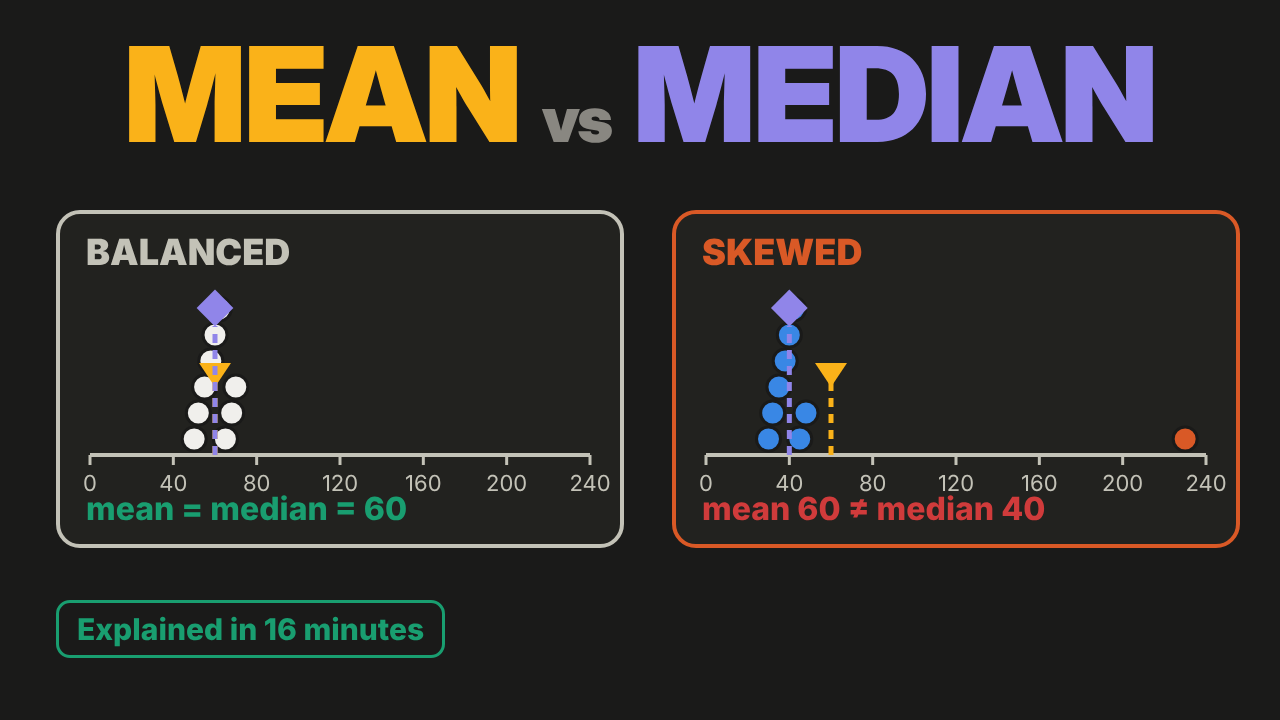 MEAN vs MEDIAN
BALANCED
0 40 80 120 160 200 240
mean = median = 60
SKEWED
0 40 80 120 160 200 240
mean 60 ≠ median 40
Explained in 16 minutes